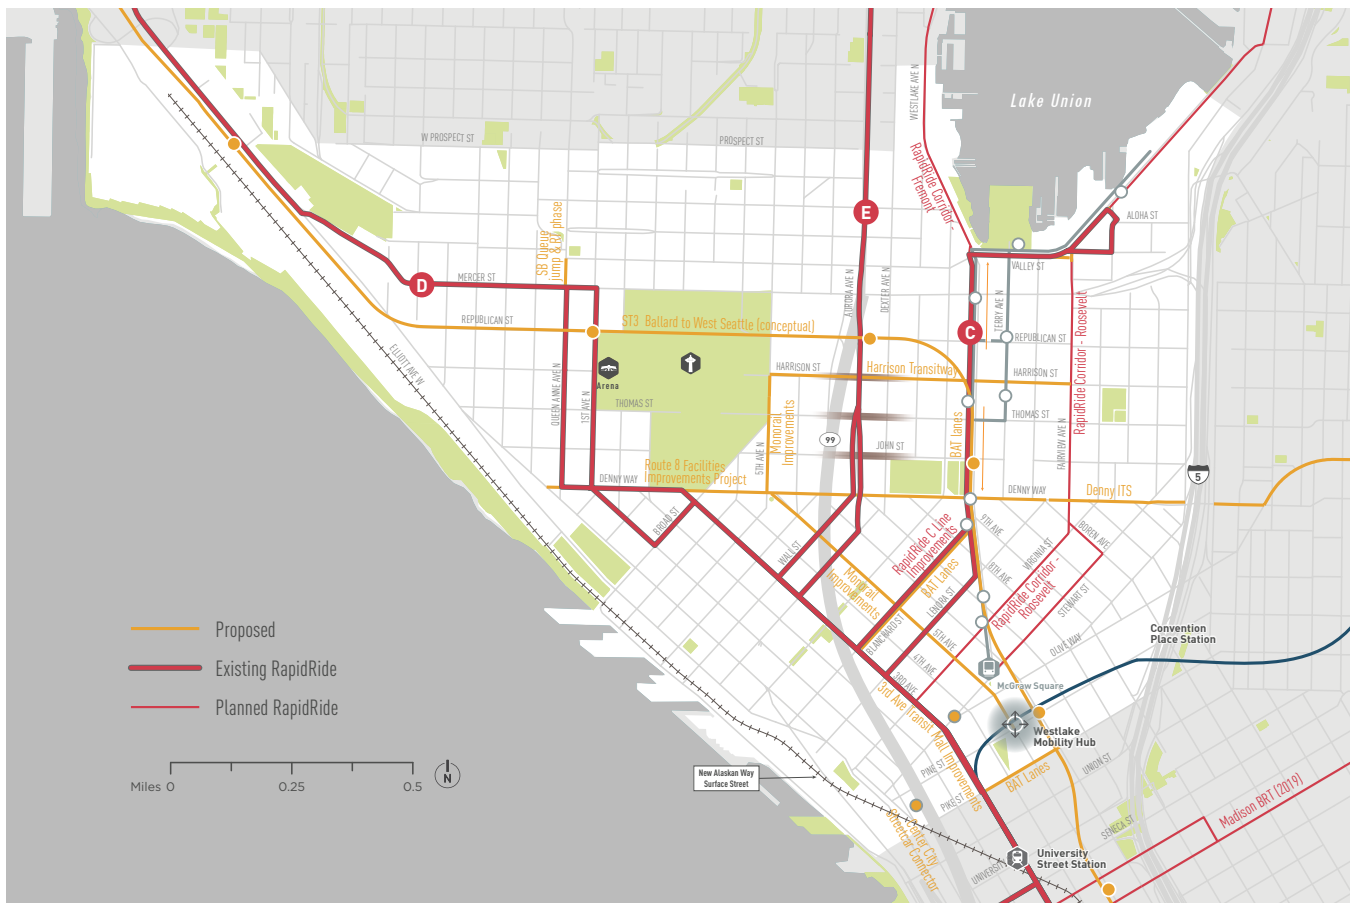 Lake Union
WESTLAKE AVE N
W PROSPECT ST
PROSPECT ST
RapidRide Corridor -
Fremont
E
ALOHA ST
SB Queue
jump & Bus phase
VALLEY ST
MERCER ST
D
AURORA AVE N
DEXTER AVE N
TERRY AVE N
REPUBLICAN ST
ST3 Ballard to West Seattle (conceptual)
C
REPUBLICAN ST
RapidRide Corridor - Roosevelt
ELLIOTT AVE W
Arena
HARRISON ST
Harrison Transitway
HARRISON ST
QUEEN ANNE AVE N
1ST AVE N
THOMAS ST
THOMAS ST
Monorail
Improvements
5TH AVE N
99
JOHN ST
BAT lanes
FAIRVIEW AVE N
Route 8 Facilities
Improvements Project
DENNY WAY
DENNY WAY
Denny ITS
5
BROAD ST
WALL ST
9TH AVE
BOREN AVE
RapidRide C Line
Improvements
VIRGINIA ST
8TH AVE
BAT Lanes
Monorail
Improvements
LENORA ST
RapidRide Corridor -
Roosevelt
STEWART ST
BLANCHARD ST
5TH AVE
4TH AVE
3RD AVE
OLIVE WAY
Convention
Place Station
Proposed
Existing RapidRide
Planned RapidRide
McGraw Square
3rd Ave Transit Mall Improvements
Westlake
Mobility Hub
PINE ST
UNION ST
New Alaskan Way
Surface Street
BAT Lanes
PIKE ST
Miles 0
0.25
0.5
N
Madison BRT (2019)
SENECA ST
Center City
Streetcar Connector
University
Street Station
UNIVERSITY